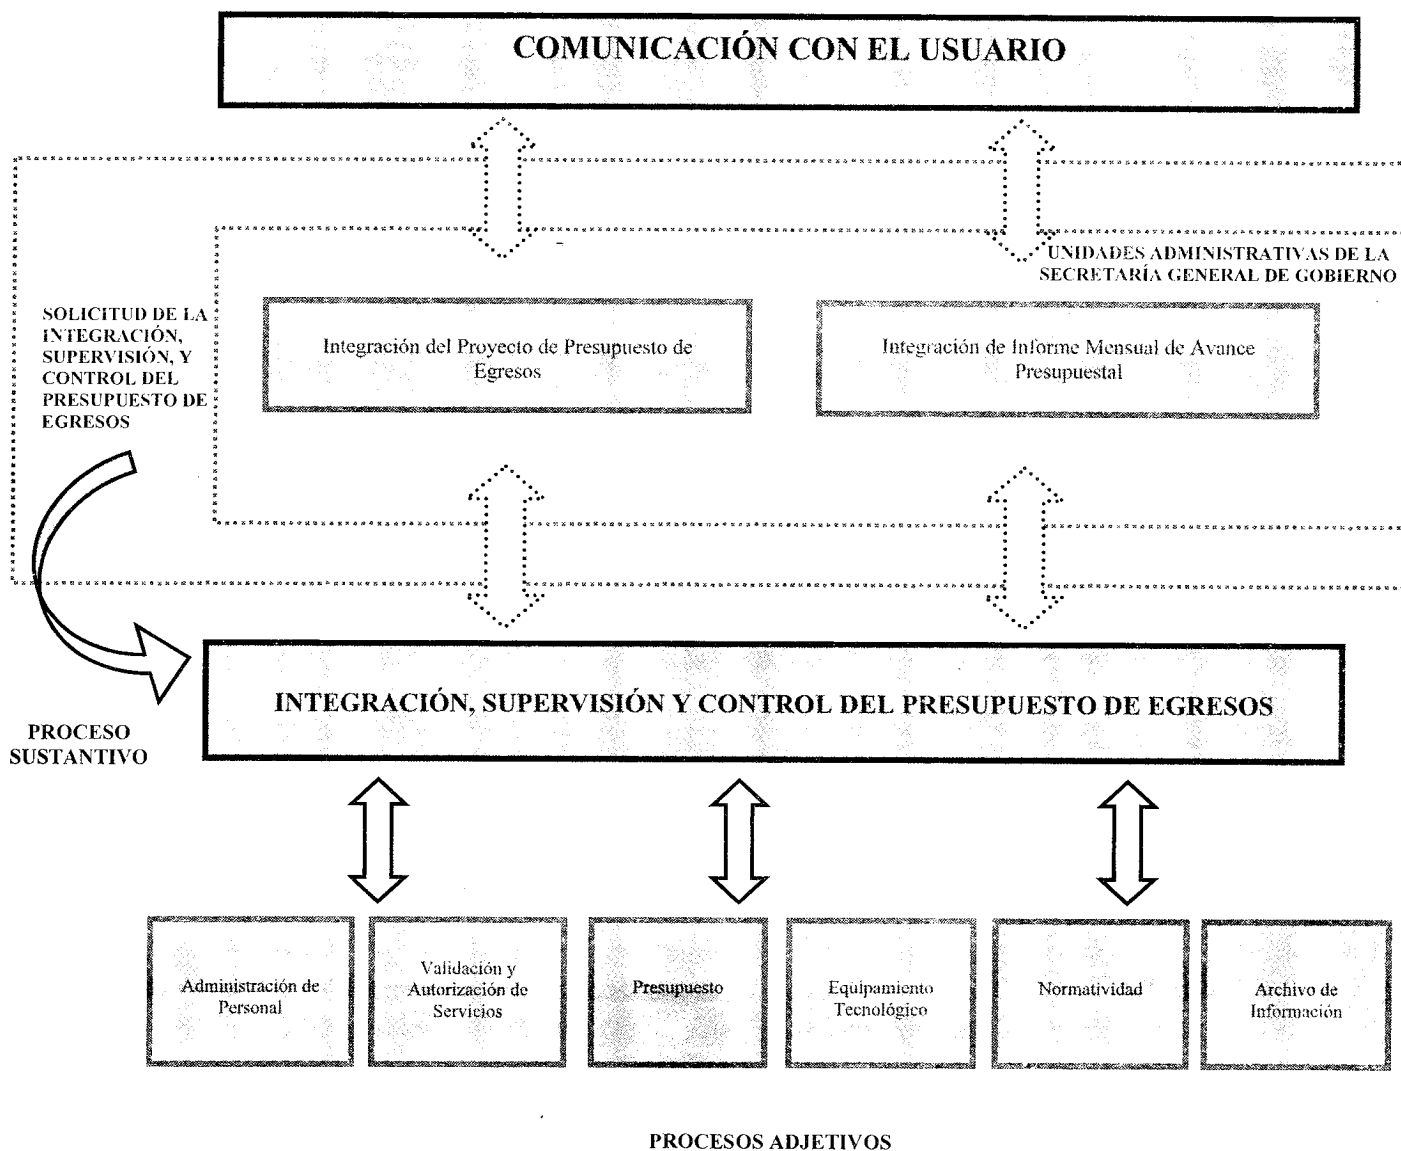 COMUNICACIÓN CON EL USUARIO
UNIDADES ADMINISTRATIVAS DE LA
SECRETARÍA GENERAL DE GOBIERNO
SOLICITUD DE LA
INTEGRACIÓN,
SUPERVISIÓN, Y
CONTROL DEL
PRESUPUESTO DE
EGRESOS
Integración del Proyecto de Presupuesto de
Egresos
Integración de Informe Mensual de Avance
Presupuestal
INTEGRACIÓN, SUPERVISIÓN Y CONTROL DEL PRESUPUESTO DE EGRESOS
PROCESO
SUSTANTIVO
Administración de
Personal
Validación y
Autorización de
Servicios
Presupuesto
Equipamiento
Tecnológico
Normatividad
Archivo de
Información
PROCESOS ADJETIVOS